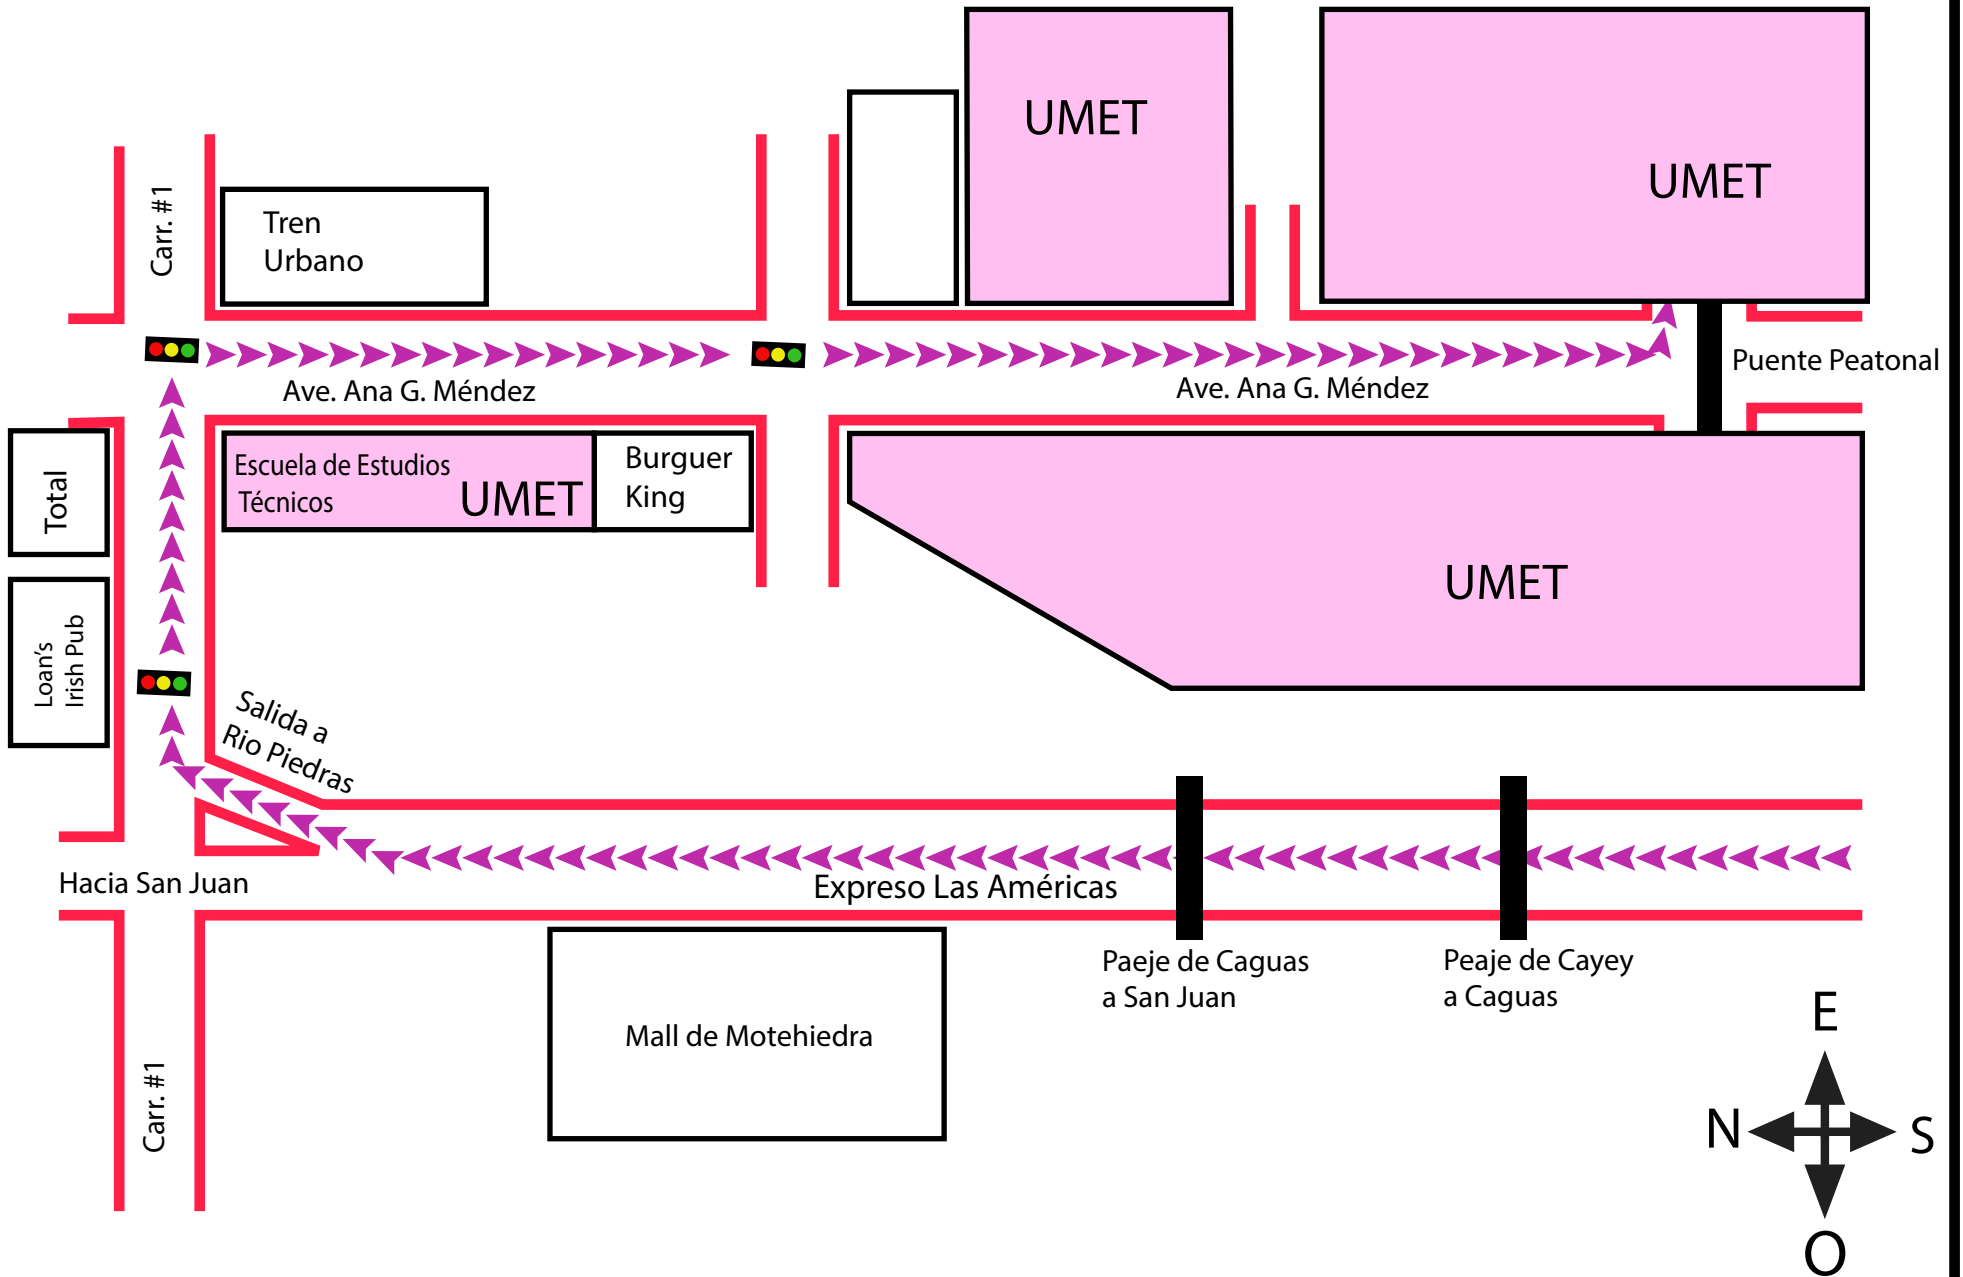 UMET
UMET
Carr. #1
Tren
Urbano
Puente Peatonal
Ave. Ana G. Méndez
Ave. Ana G. Méndez
Total
Escuela de Estudios
Técnicos
UMET
Burguer
King
UMET
Loan's
Irish Pub
Salida a
Rio Piedras
Hacia San Juan
Expreso Las Américas
Paeje de Caguas
a San Juan
Peaje de Cayey
a Caguas
Mall de Motehiedra
Carr. #1
E
N
S
O